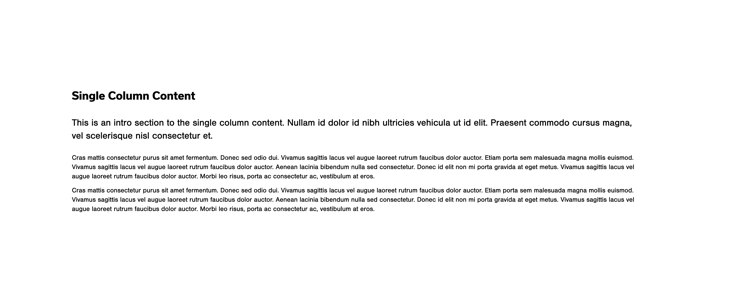 Single Column Content
This is an intro section to the single column content. Nullam id dolor id nibh ultricies vehicula ut id elit. Praesent commodo cursus magna,
vel scelerisque nisl consectetur et.
Cras mattis consectetur purus sit amet fermentum. Donec sed odio dui. Vivamus sagittis lacus vel augue laoreet rutrum faucibus dolor auctor. Etiam porta sem malesuada magna mollis euismod.
Vivamus sagittis lacus vel augue laoreet rutrum faucibus dolor auctor. Aenean lacinia bibendum nulla sed consectetur. Donec id elit non mi porta gravida at eget metus. Vivamus sagittis lacus vel
augue laoreet rutrum faucibus dolor auctor. Morbi leo risus, porta ac consectetur ac, vestibulum at eros.
Cras mattis consectetur purus sit amet fermentum. Donec sed odio dui. Vivamus sagittis lacus vel augue laoreet rutrum faucibus dolor auctor. Etiam porta sem malesuada magna mollis euismod.
Vivamus sagittis lacus vel augue laoreet rutrum faucibus dolor auctor. Aenean lacinia bibendum nulla sed consectetur. Donec id elit non mi porta gravida at eget metus. Vivamus sagittis lacus vel
augue laoreet rutrum faucibus dolor auctor. Morbi leo risus, porta ac consectetur ac, vestibulum at eros.